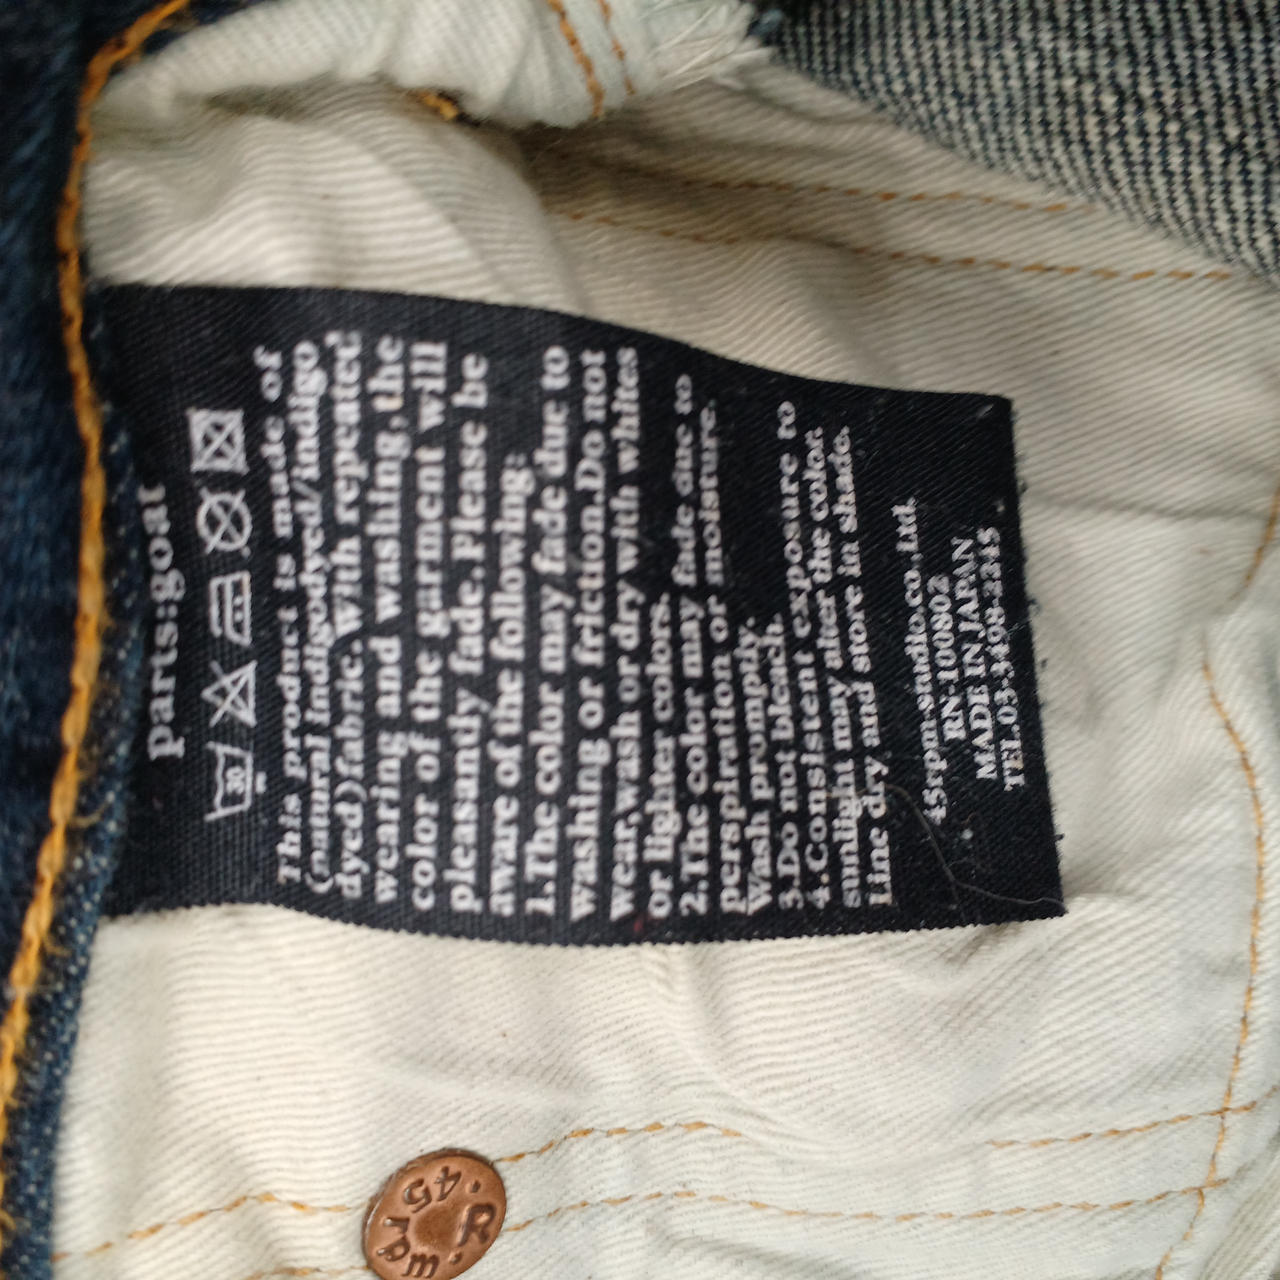 parts:goat
30
This product is made of
(natural indigodyed/indigo
dyed)fabric.With repeated
wearing and washing,the
color of the garment will
pleasantly fade.Please be
aware of the following:
1.The color may fade due to
washing or friction.Do not
wear,wash or dry with whites
or lighter colors.
2.The color may fade due to
perspiration or moisture.
Wash promptly.
3.Do not bleach.
4.Consistent exposure to
sunlight may alter the color.
Line dry and store in shade.
45rpm studio.co.,Ltd.
RN-100802
MADE IN JAPAN
TEL.03-3498-2245
R
45rpm